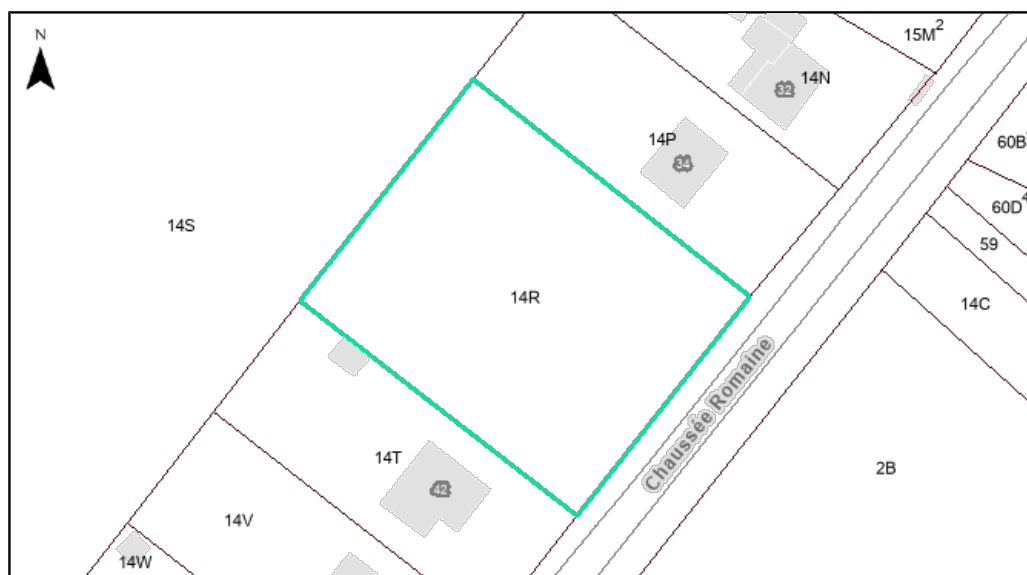 N
15M2
14N
32
14P
34
60B
60D4
59
14S
14R
14C
Chaussée Romaine
14T
42
2B
14V
14W